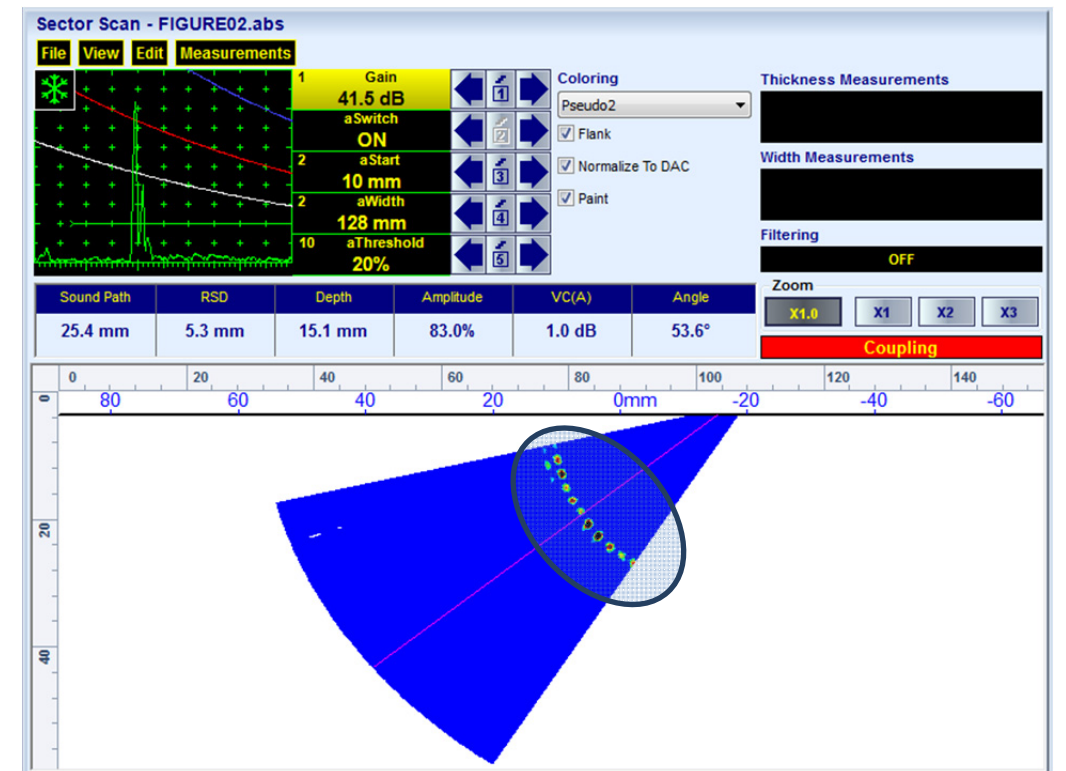 Sector Scan - FIGURE02.abs
File View Edit Measurements
1 Gain
41.5 dB
1
aSwitch
ON
2
2 aStart
10 mm
3
2 aWidth
128 mm
4
10 aThreshold
20%
5
Coloring
Pseudo2
Flank
Normalize To DAC
Paint
Thickness Measurements
Width Measurements
Filtering
OFF
Zoom
X1.0 X1 X2 X3
Coupling
Sound Path RSD Depth Amplitude VC(A) Angle
25.4 mm 5.3 mm 15.1 mm 83.0% 1.0 dB 53.6°
0 20 40 60 80 100 120 140
0 80 60 40 20 0mm -20 -40 -60
20
40